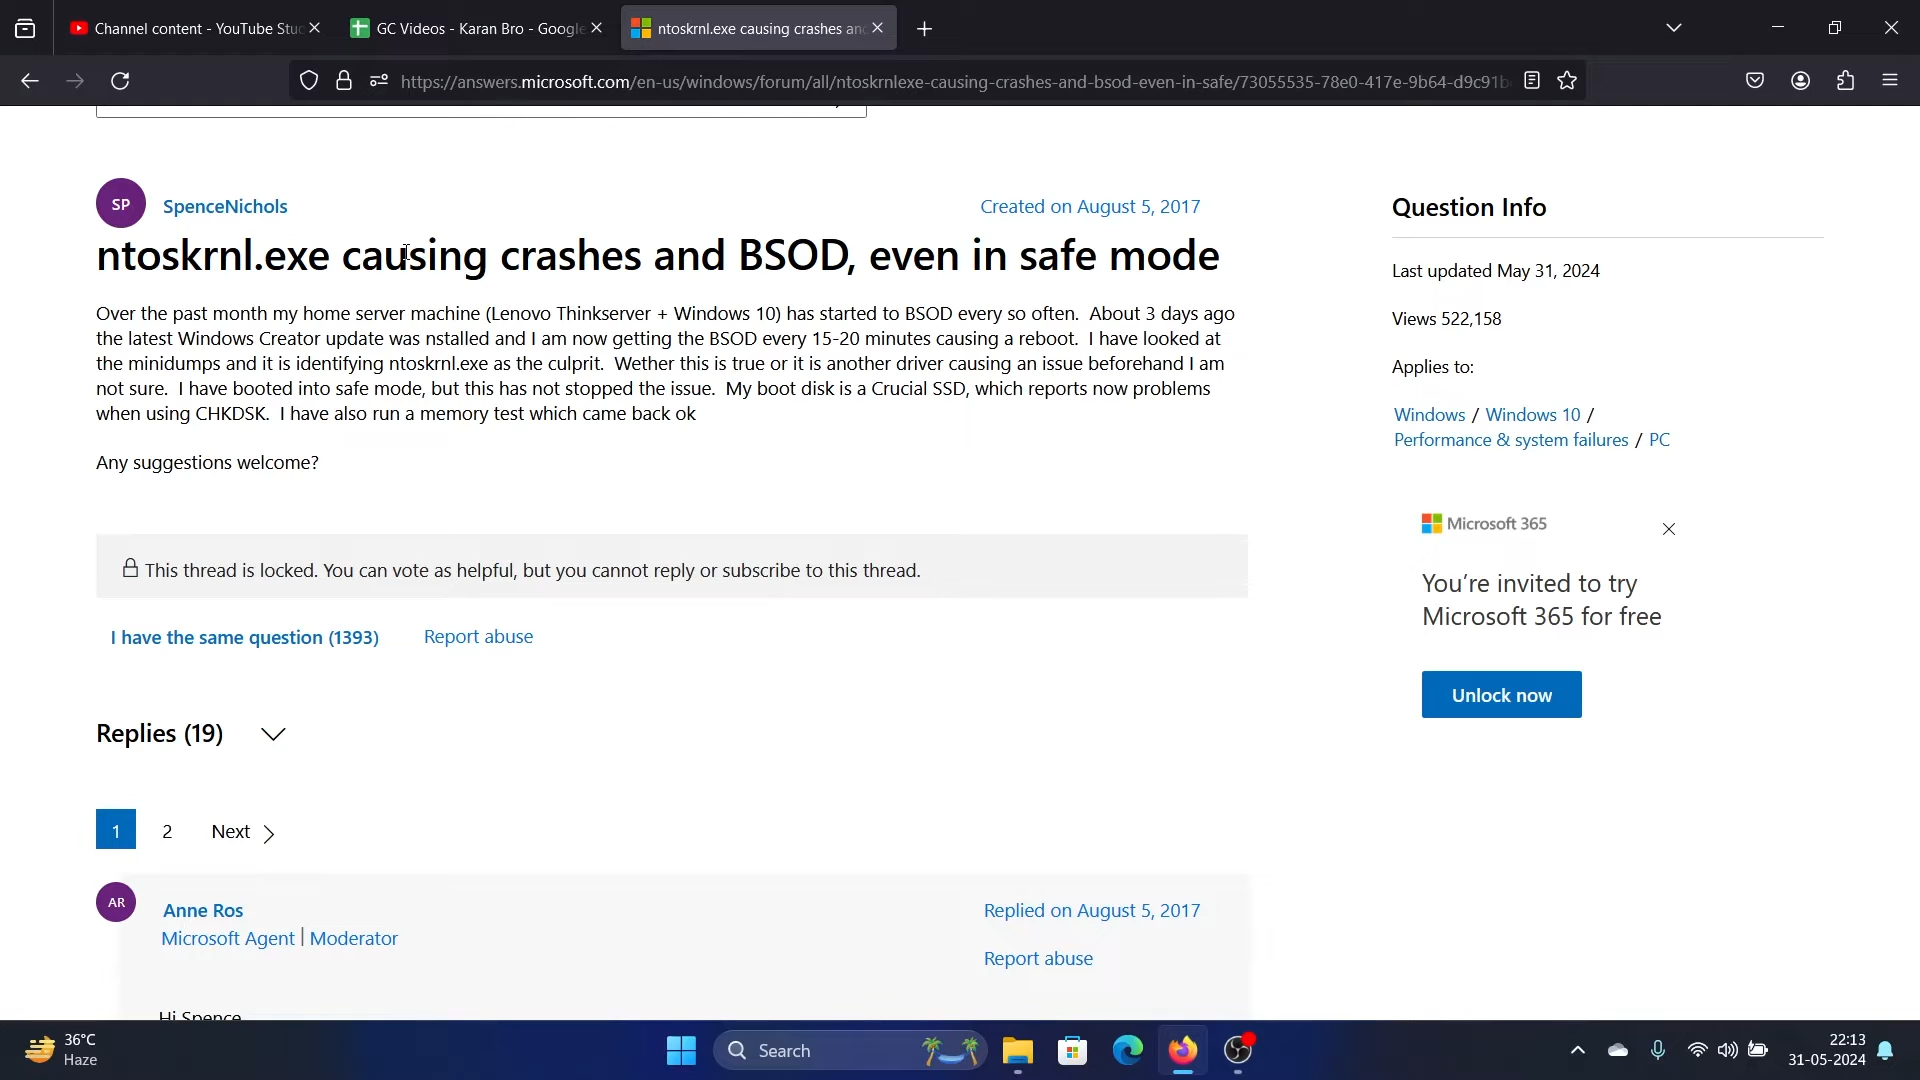 Channel content - YouTube Stud
GC Videos - Karan Bro - Google
ntoskrnl.exe causing crashes and
https://answers.microsoft.com/en-us/windows/forum/all/ntoskrnlexe-causing-crashes-and-bsod-even-in-safe/73055535-78e0-417e-9b64-d9c91b
SP
SpenceNichols
Created on August 5, 2017
ntoskrnl.exe causing crashes and BSOD, even in safe mode
Over the past month my home server machine (Lenovo Thinkserver + Windows 10) has started to BSOD every so often. About 3 days ago
the latest Windows Creator update was nstalled and I am now getting the BSOD every 15-20 minutes causing a reboot. I have looked at
the minidumps and it is identifying ntoskrnl.exe as the culprit. Wether this is true or it is another driver causing an issue beforehand I am
not sure. I have booted into safe mode, but this has not stopped the issue. My boot disk is a Crucial SSD, which reports now problems
when using CHKDSK. I have also run a memory test which came back ok
Any suggestions welcome?
This thread is locked. You can vote as helpful, but you cannot reply or subscribe to this thread.
I have the same question (1393)
Report abuse
Replies (19)
1
2
Next
AR
Anne Ros
Microsoft Agent | Moderator
Replied on August 5, 2017
Report abuse
Hi Spence
Question Info
Last updated May 31, 2024
Views 522,158
Applies to:
Windows / Windows 10 /
Performance & system failures / PC
Microsoft 365
You're invited to try
Microsoft 365 for free
Unlock now
36°C
Haze
Search
22:13
31-05-2024